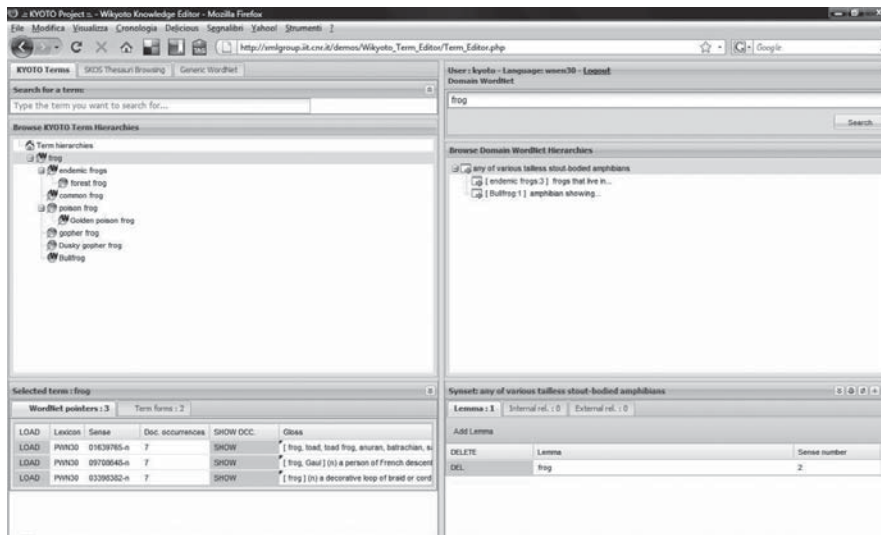 .:: KYOTO Project ::. - Wikyoto Knowledge Editor - Mozilla Firefox
File Modifica Visualizza Cronologia Delicious Segnalibri Yahoo! Strumenti ?
http://xmlgroup.iit.cnr.it/demos/Wikyoto_Term_Editor/Term_Editor.php
Google
KYOTO Terms SKOS Thesauri Browsing Generic WordNet
Search for a term:
Type the term you want to search for...
Browse KYOTO Term Hierarchies
Term hierarchies
frog
endemic frogs
forest frog
common frog
poison frog
Golden poison frog
gopher frog
Dusky gopher frog
Bullfrog
User : kyoto - Language: wnen30 - Logout
Domain WordNet
frog
Search
Browse Domain WordNet Hierarchies
any of various tailless stout-bodied amphibians
[ endemic frogs:3 ] frogs that live in...
[ Bullfrog:1 ] amphibian showing...
Selected term : frog
WordNet pointers : 3 Term forms : 2
LOAD Lexicon Sense Doc. occurrences SHOW OCC. Gloss
LOAD PWN30 01639765-n 7 SHOW [ frog, toad, toad frog, anuran, batrachian, s
LOAD PWN30 09700648-n 7 SHOW [ frog, Gaul ] (n) a person of French descent
LOAD PWN30 03398382-n 7 SHOW [ frog ] (n) a decorative loop of braid or cord
Synset: any of various tailless stout-bodied amphibians
Lemma : 1 Internal rel. : 0 External rel. : 0
Add Lemma
DELETE Lemma Sense number
DEL frog 2